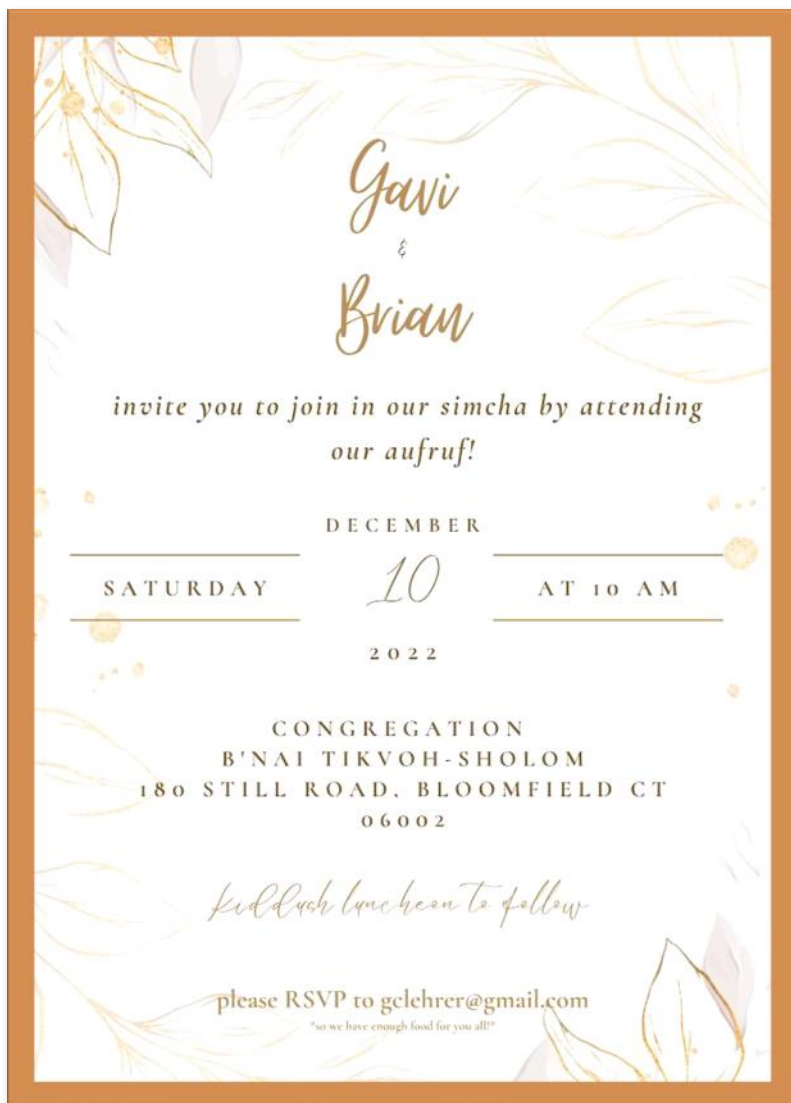 Gavi
&
Brian
invite you to join in our simcha by attending
our aufruf!
DECEMBER
SATURDAY 10 AT 10 AM
2022
CONGREGATION
B'NAI TIKVOH-SHOLOM
180 STILL ROAD, BLOOMFIELD CT
06002
kiddush luncheon to follow
please RSVP to gclehrer@gmail.com
*so we have enough food for you all!*